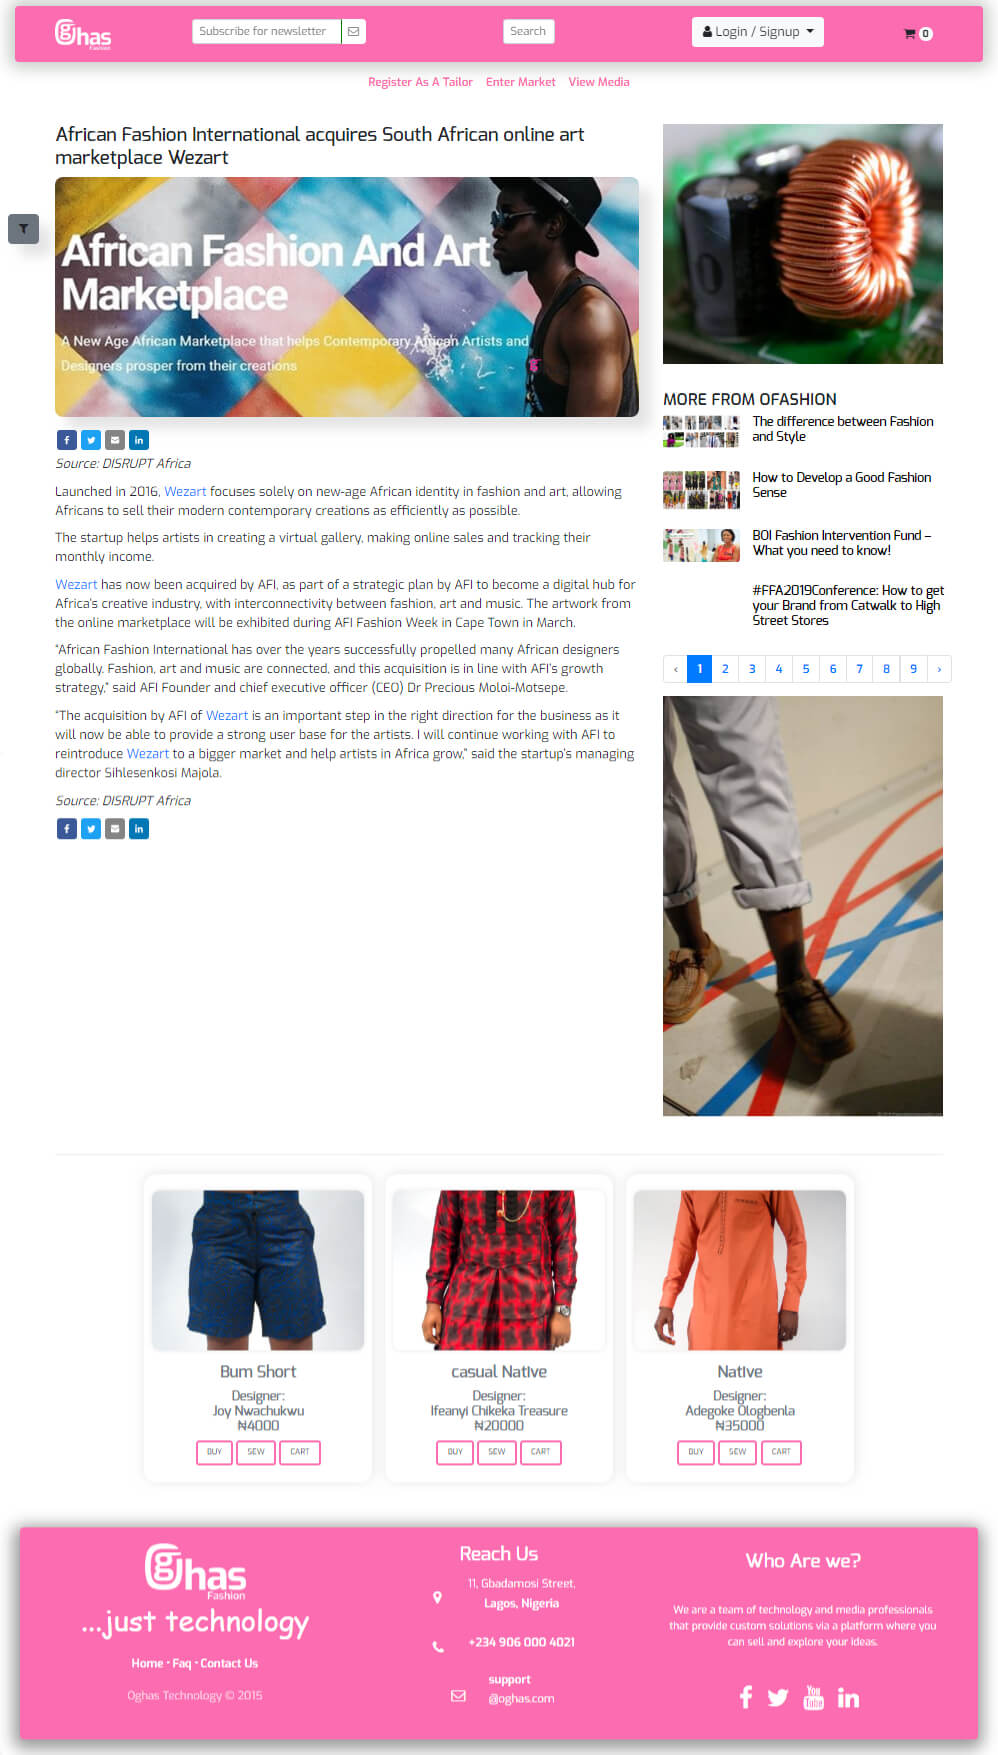 Oghas
Fashion
Subscribe for newsletter
Search
Login / Signup
0
Register As A Tailor Enter Market View Media
African Fashion International acquires South African online art
marketplace Wezart
African Fashion And Art
Marketplace
A New Age African Marketplace that helps Contemporary African Artists and
Designers prosper from their creations
Source: DISRUPT Africa
Launched in 2016, Wezart focuses solely on new-age African identity in fashion and art, allowing
Africans to sell their modern contemporary creations as efficiently as possible.
The startup helps artists in creating a virtual gallery, making online sales and tracking their
monthly income.
Wezart has now been acquired by AFI, as part of a strategic plan by AFI to become a digital hub for
Africa's creative industry, with interconnectivity between fashion, art and music. The artwork from
the online marketplace will be exhibited during AFI Fashion Week in Cape Town in March.
“African Fashion International has over the years successfully propelled many African designers
globally. Fashion, art and music are connected, and this acquisition is in line with AFI's growth
strategy,” said AFI Founder and chief executive officer (CEO) Dr Precious Moloi-Motsepe.
“The acquisition by AFI of Wezart is an important step in the right direction for the business as it
will now be able to provide a strong user base for the artists. I will continue working with AFI to
reintroduce Wezart to a bigger market and help artists in Africa grow,” said the startup's managing
director Sihlesenkosi Majola.
Source: DISRUPT Africa
MORE FROM OFASHION
The difference between Fashion
and Style
How to Develop a Good Fashion
Sense
BOI Fashion Intervention Fund –
What you need to know!
#FFA2019Conference: How to get
your Brand from Catwalk to High
Street Stores
‹ 1 2 3 4 5 6 7 8 9 ›
Bum Short
Designer:
Joy Nwachukwu
₦4000
BUY SEW CART
casual Native
Designer:
Ifeanyi Chikeka Treasure
₦20000
BUY SEW CART
Native
Designer:
Adegoke Ologbenla
₦35000
BUY SEW CART
Oghas
Fashion
...just technology
Home • Faq • Contact Us
Oghas Technology © 2015
Reach Us
11, Gbadamosi Street,
Lagos, Nigeria
+234 906 000 4021
support
@oghas.com
Who Are we?
We are a team of technology and media professionals
that provide custom solutions via a platform where you
can sell and explore your ideas.
You
Tube